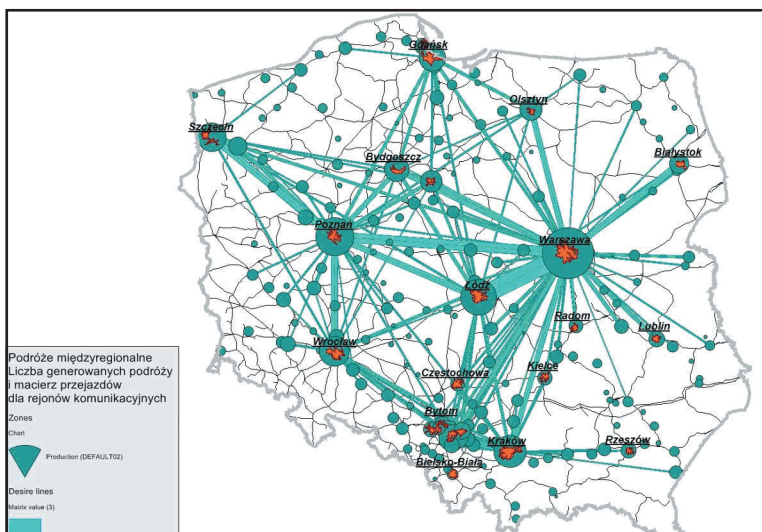 Gdańsk
Olsztyn
Szczecin
Bydgoszcz
Białystok
Poznań
Warszawa
Łódź
Radom
Lublin
Wrocław
Kielce
Częstochowa
Bytom
Kraków
Rzeszów
Bielsko-Biała
Podróże międzyregionalne
Liczba generowanych podróży
i macierz przejazdów
dla rejonów komunikacyjnych
Zones
Chart
Production (DEFAULT02)
Desire lines
Matrix value (3)